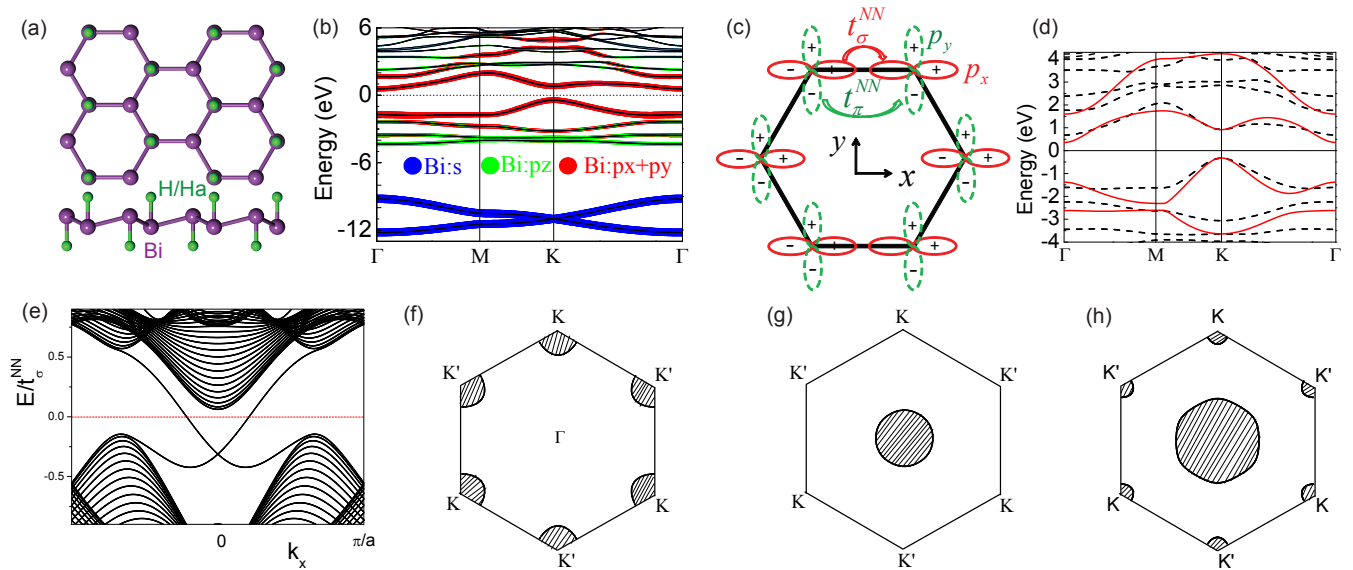 (a)
H/Ha
Bi
(b)
Energy (eV)
6
0
-6
-12
Bi:s Bi:pz Bi:px+py
Γ M K Γ
(c)
t_σ^NN
p_y
p_x
t_π^NN
+ + 
- + + +
+ +
- + - +
- -
+ +
- + + +
- -
y
x
(d)
Energy (eV)
4
3
2
1
0
-1
-2
-3
-4
Γ M K Γ
(e)
E/t_σ^NN
0.5
0.0
-0.5
0 π/a
k_x
(f)
K
K' K'
Γ
K K
K'
(g)
K
K' K'
K K
K'
(h)
K
K' K'
K K
K'